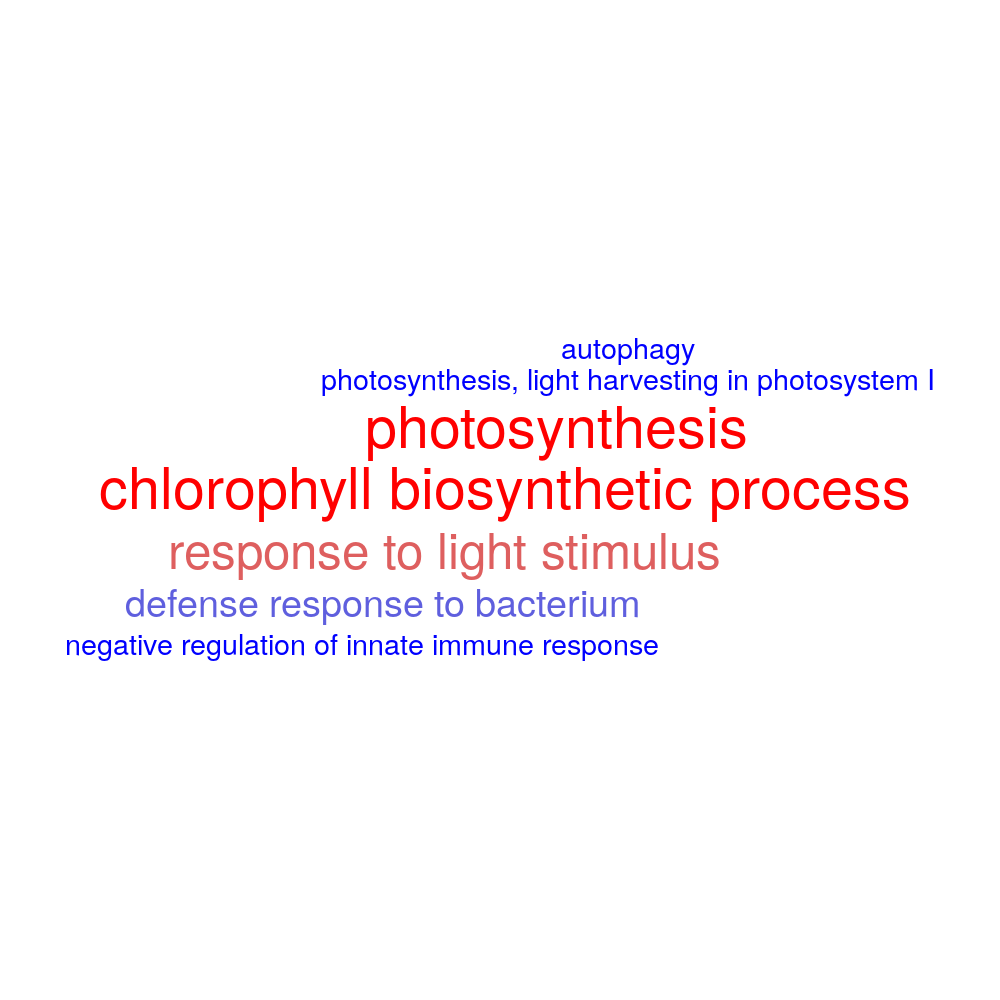 autophagy
photosynthesis, light harvesting in photosystem I
photosynthesis
chlorophyll biosynthetic process
response to light stimulus
defense response to bacterium
negative regulation of innate immune response